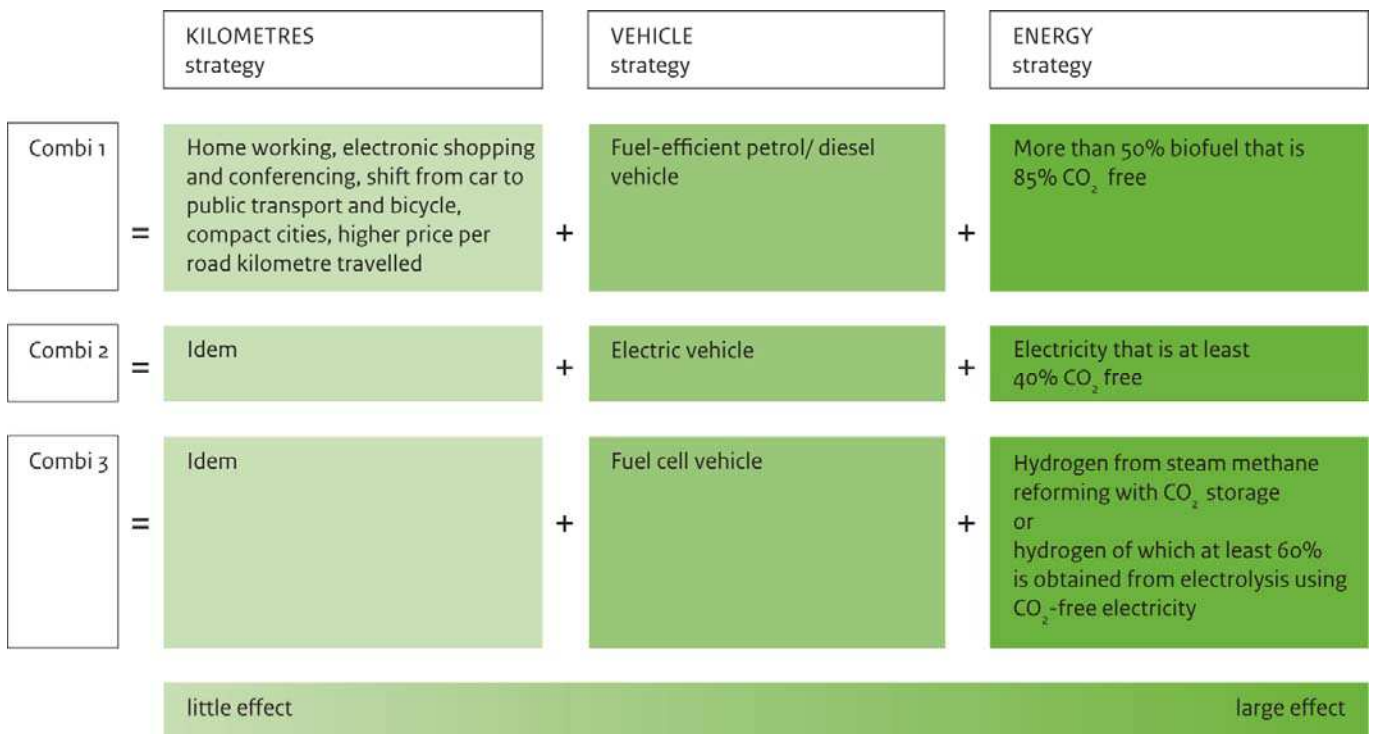 KILOMETRES
strategy
VEHICLE
strategy
ENERGY
strategy
Combi 1
=
Home working, electronic shopping
and conferencing, shift from car to
public transport and bicycle,
compact cities, higher price per
road kilometre travelled
+
Fuel-efficient petrol/ diesel
vehicle
+
More than 50% biofuel that is
85% CO₂ free
Combi 2
=
Idem
+
Electric vehicle
+
Electricity that is at least
40% CO₂ free
Combi 3
=
Idem
+
Fuel cell vehicle
+
Hydrogen from steam methane
reforming with CO₂ storage
or
hydrogen of which at least 60%
is obtained from electrolysis using
CO₂-free electricity
little effect
large effect